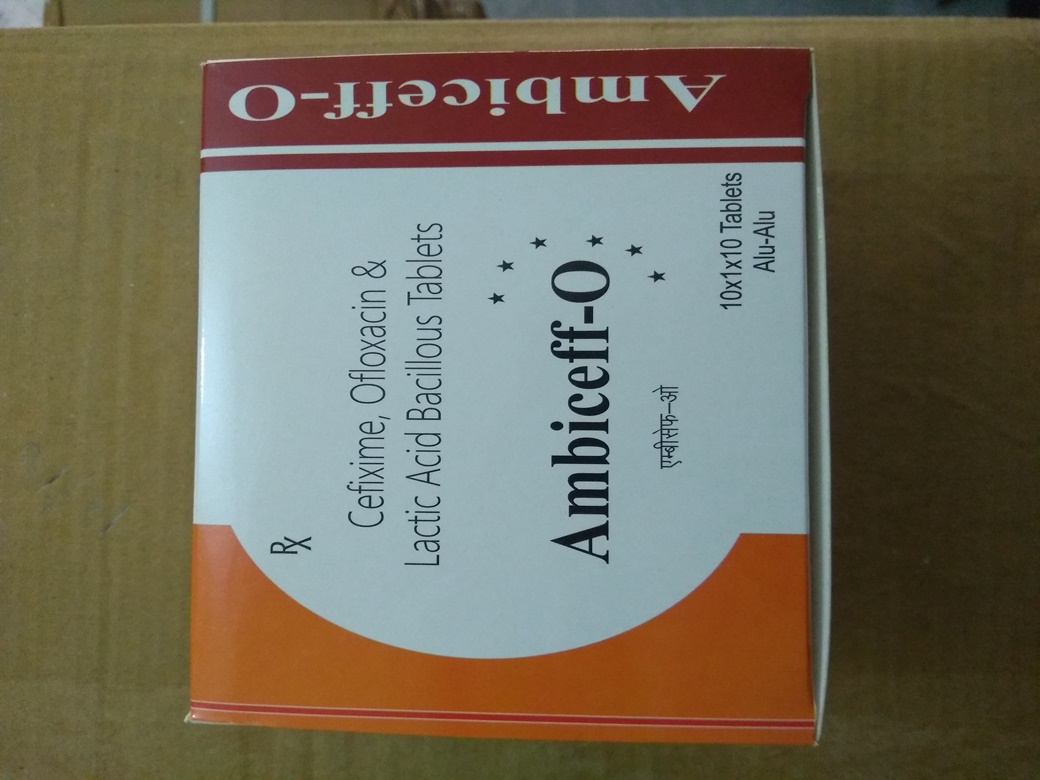 Ambiceff-O
Rx
Cefixime, Ofloxacin &
Lactic Acid Bacillous Tablets
Ambiceff-O
एम्बीसेफ-ओ
10x1x10 Tablets
Alu-Alu